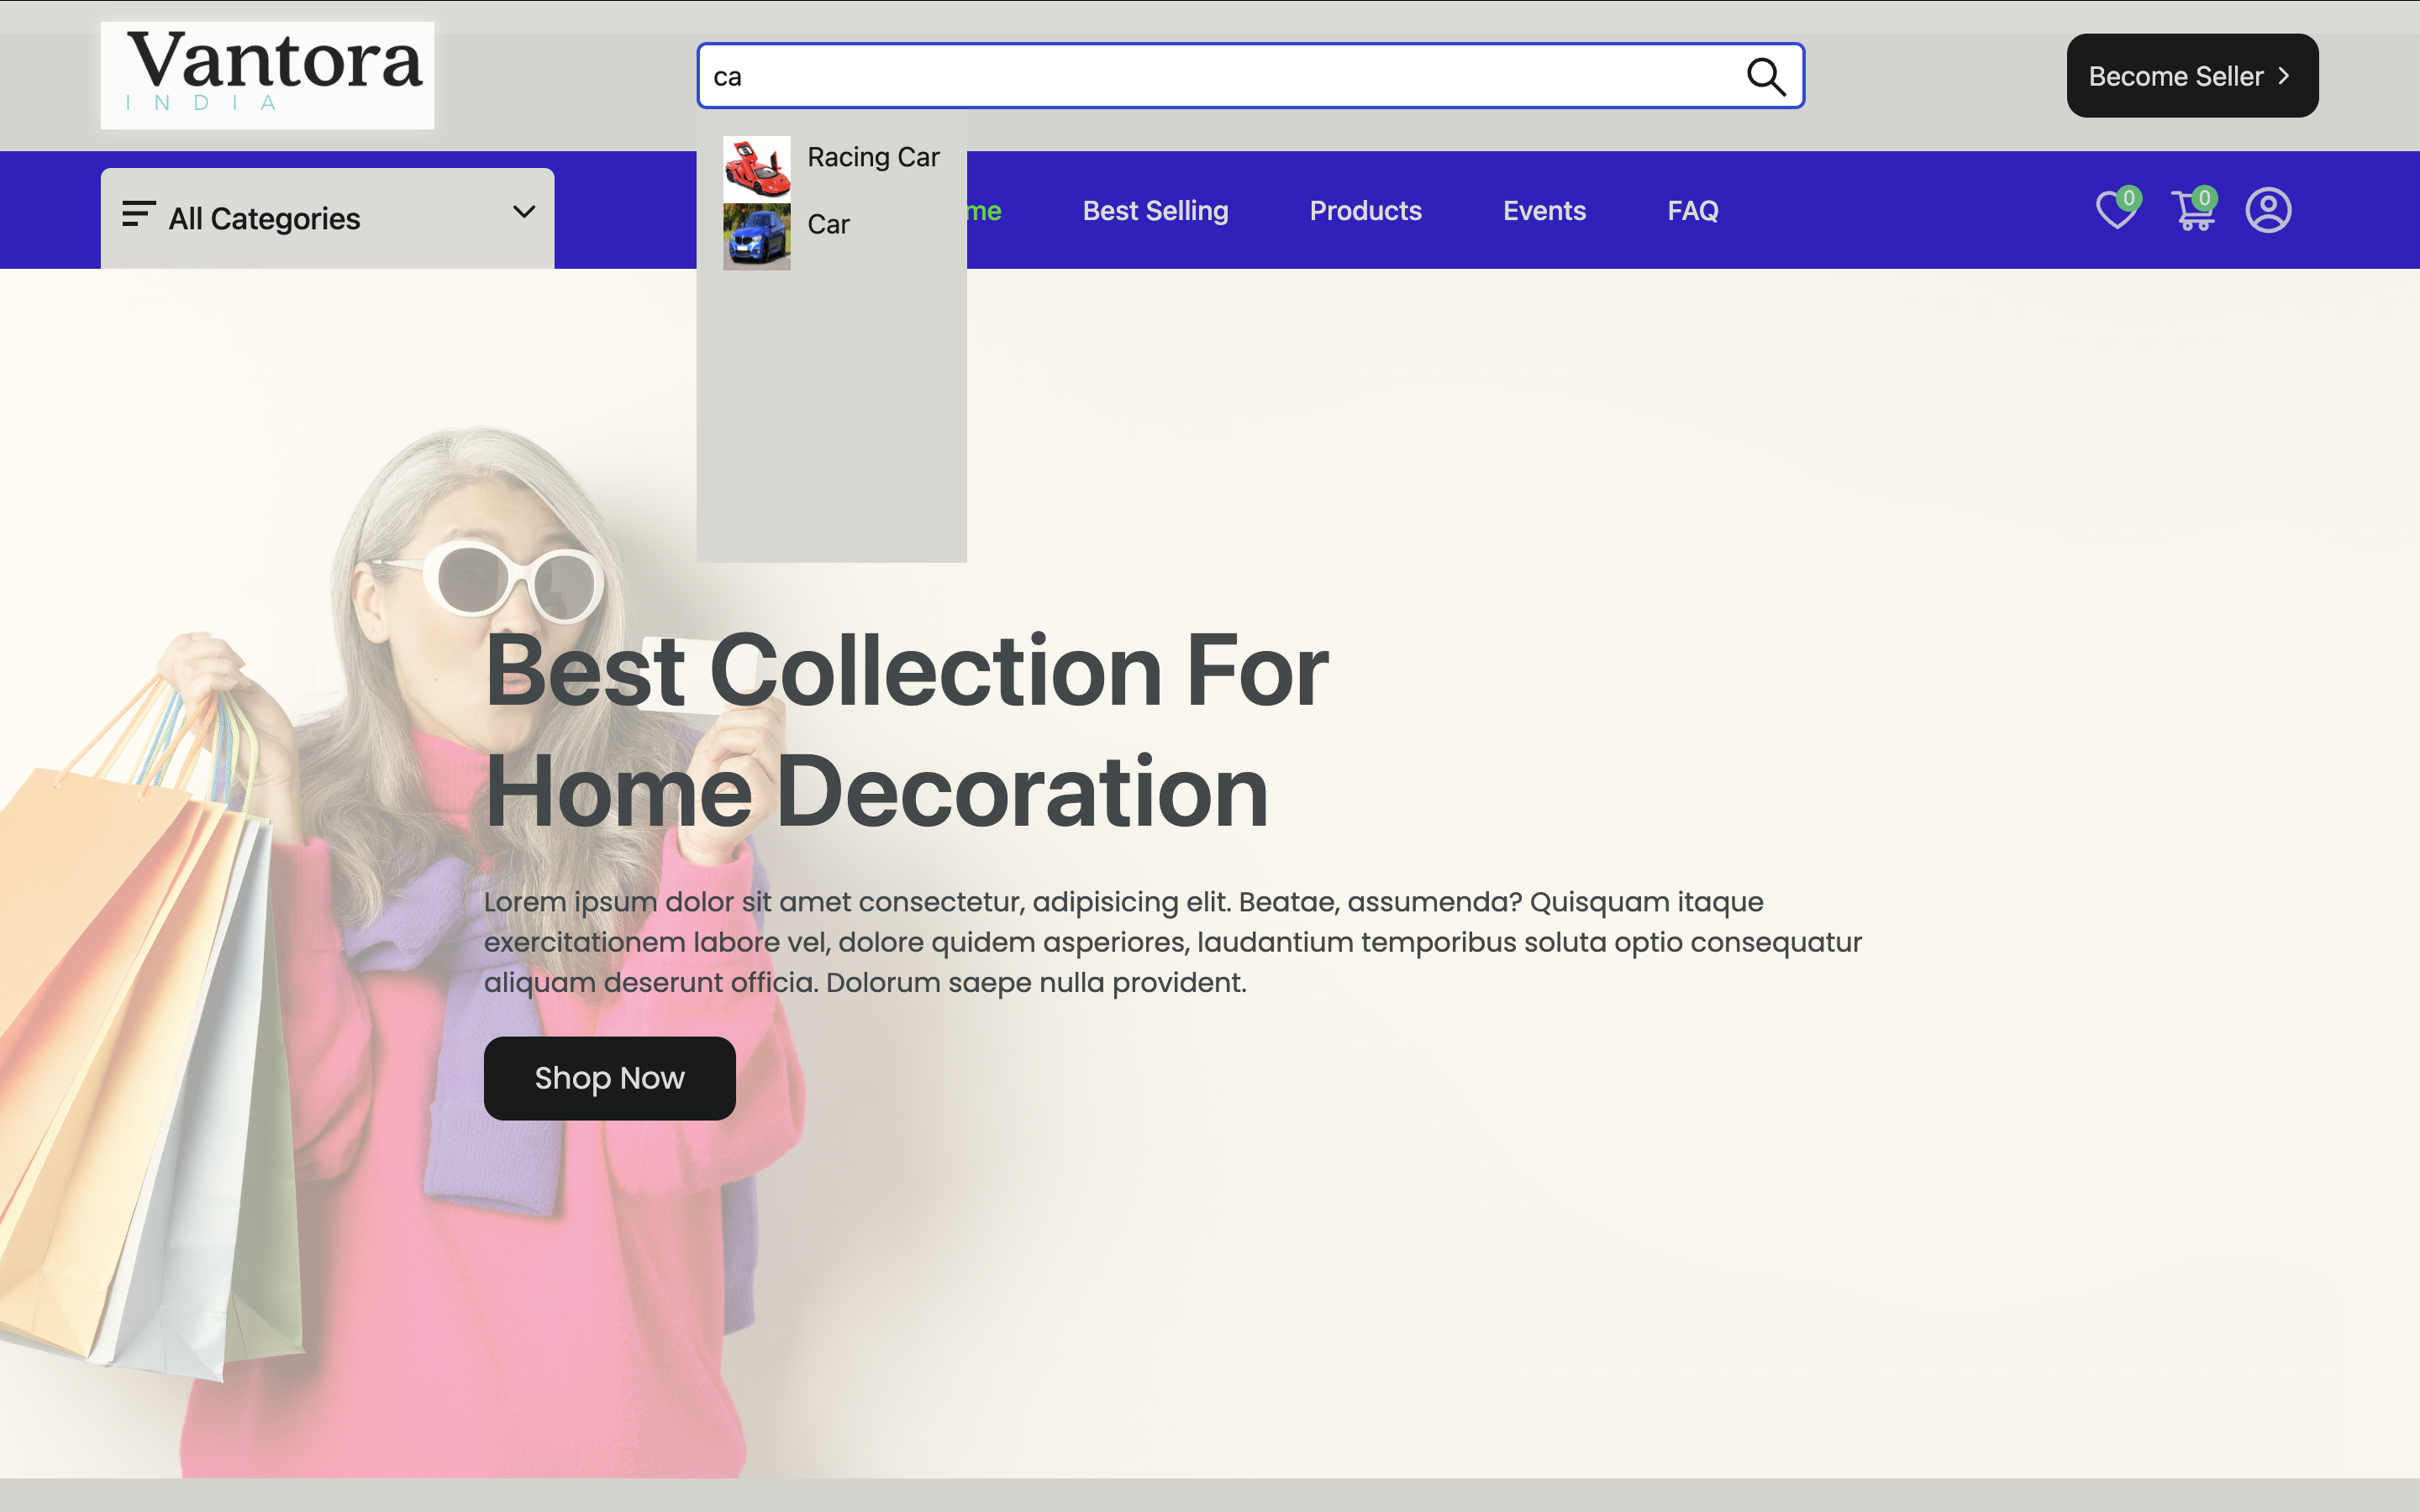 Vantora
INDIA
ca
Become Seller
Racing Car
Car
All Categories
me
Best Selling
Products
Events
FAQ
0
0
Best Collection For
Home Decoration
Lorem ipsum dolor sit amet consectetur, adipisicing elit. Beatae, assumenda? Quisquam itaque
exercitationem labore vel, dolore quidem asperiores, laudantium temporibus soluta optio consequatur
aliquam deserunt officia. Dolorum saepe nulla provident.
Shop Now